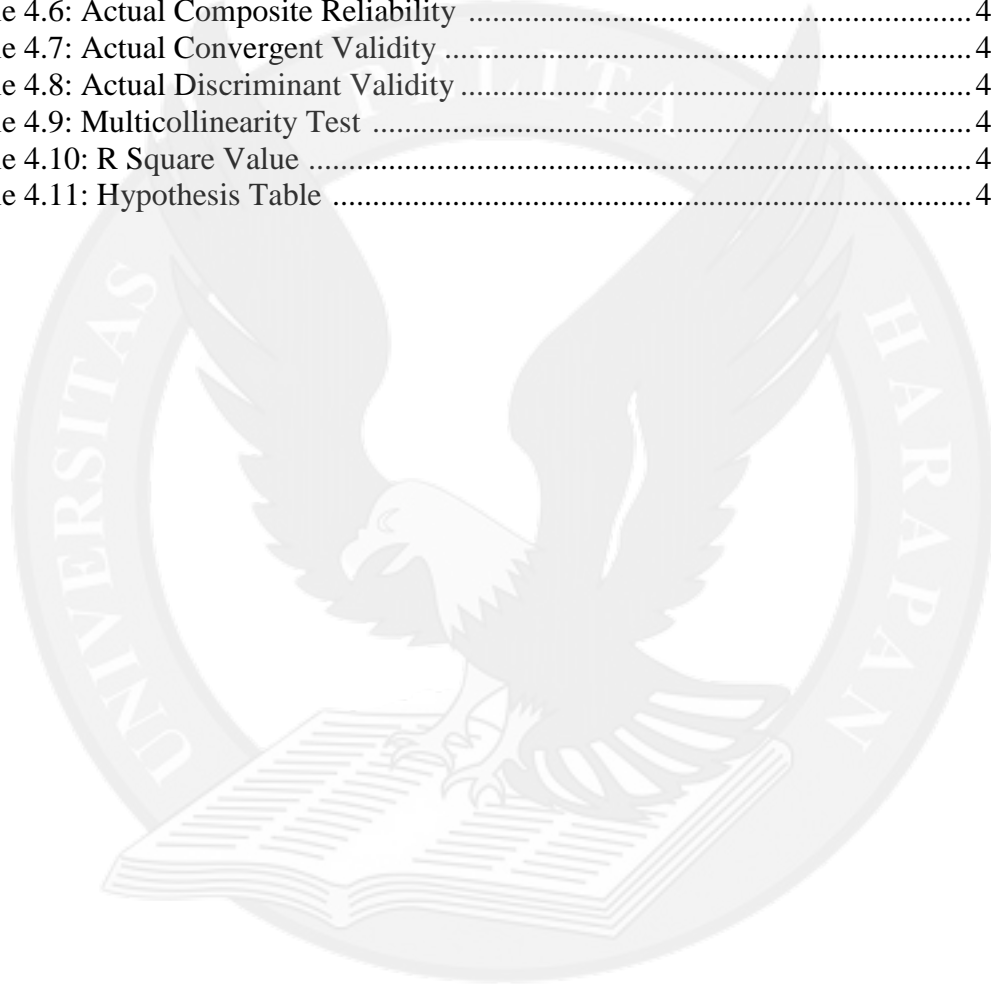 e 4.6: Actual Composite Reliability ........................................................................................ 4
e 4.7: Actual Convergent Validity ............................................................................................ 4
e 4.8: Actual Discriminant Validity .......................................................................................... 4
e 4.9: Multicollinearity Test ...................................................................................................... 4
e 4.10: R Square Value .............................................................................................................. 4
e 4.11: Hypothesis Table ........................................................................................................... 4
UNIVERSITAS PELITA HARAPAN